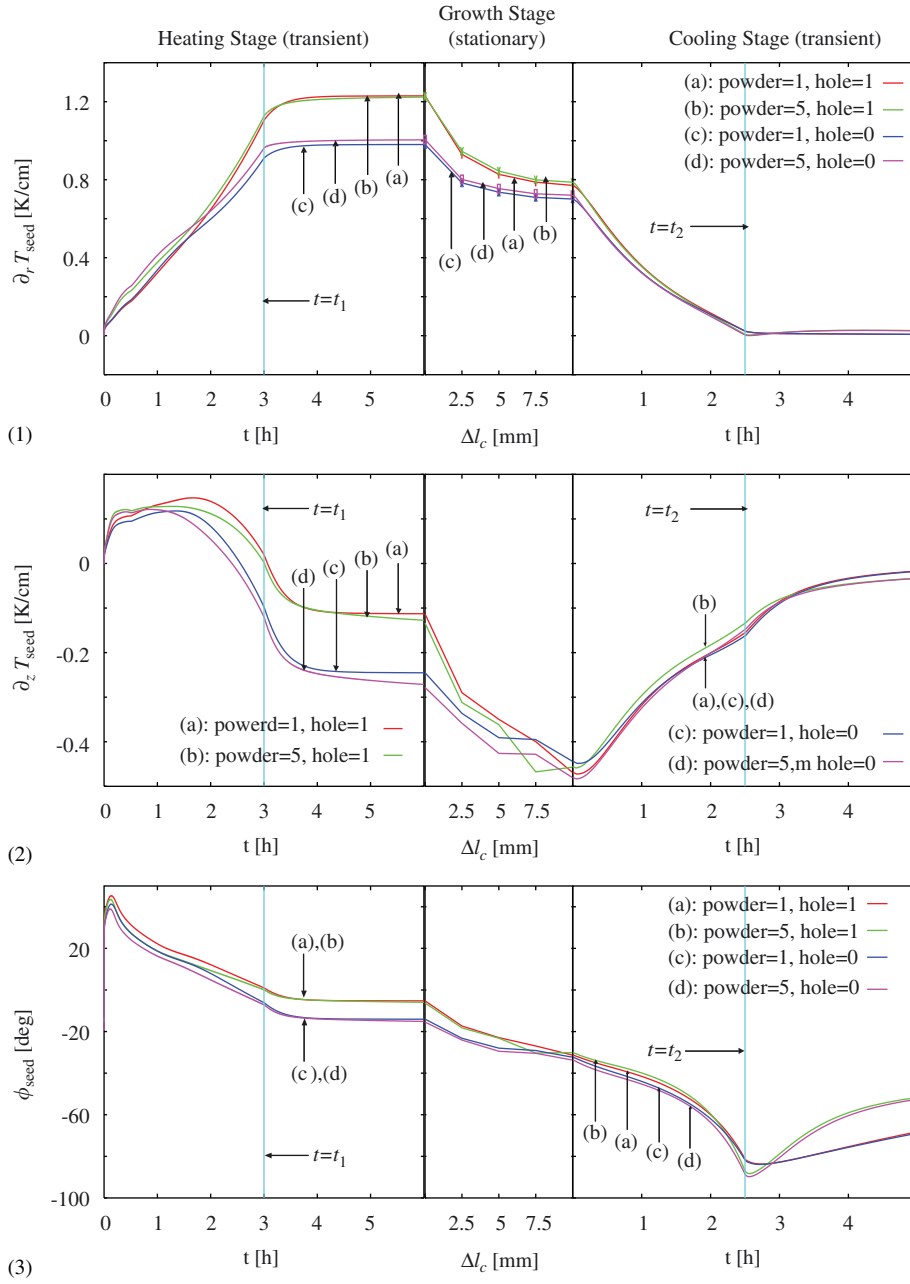 Growth Stage
Heating Stage (transient) (stationary) Cooling Stage (transient)
(a): powder=1, hole=1
(b): powder=5, hole=1
(c): powder=1, hole=0
(d): powder=5, hole=0
1.2
0.8
0.4
0
∂r Tseed [K/cm]
(c) (d) (b) (a)
(c) (d) (a) (b)
t=t1
t=t2
0 1 2 3 4 5 2.5 5 7.5 1 2 3 4
(1)
t [h] Δlc [mm] t [h]
0
-0.2
-0.4
∂z Tseed [K/cm]
t=t1
t=t2
(d) (c) (b) (a)
(b)
(a),(c),(d)
(a): powerd=1, hole=1
(b): powder=5, hole=1
(c): powder=1, hole=0
(d): powder=5,m hole=0
0 1 2 3 4 5 2.5 5 7.5 1 2 3 4
(2)
t [h] Δlc [mm] t [h]
(a): powder=1, hole=1
(b): powder=5, hole=1
(c): powder=1, hole=0
(d): powder=5, hole=0
20
-20
-60
-100
ϕseed [deg]
(a),(b)
(c),(d)
t=t1
t=t2
(b) (a) (c) (d)
0 1 2 3 4 5 2.5 5 7.5 1 2 3 4
(3)
t [h] Δlc [mm] t [h]